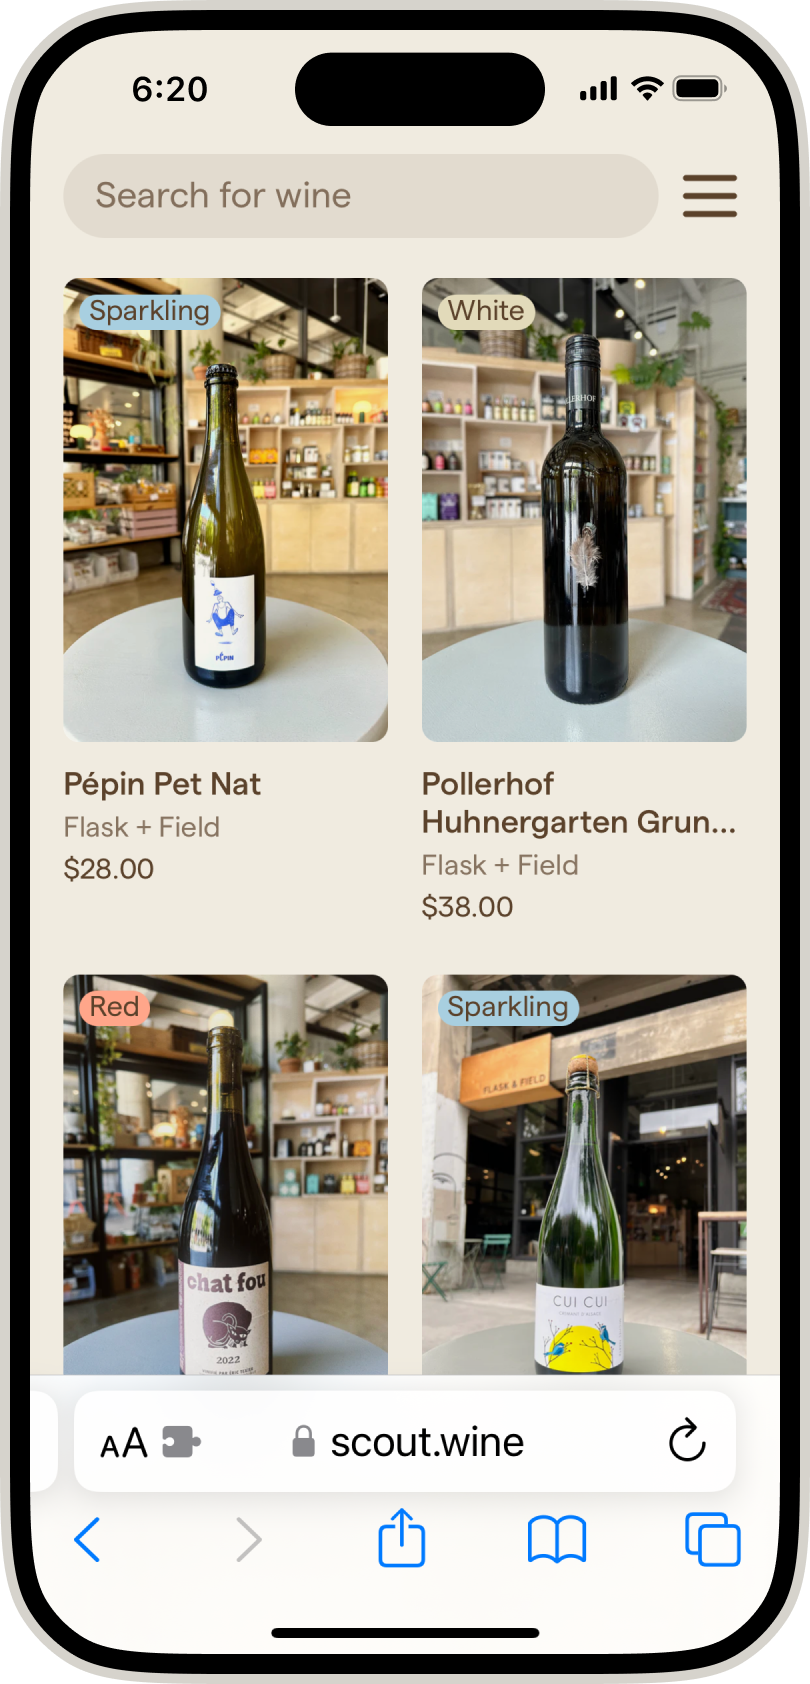 6:20
Search for wine
Sparkling
White
POLLERHOF
PÉPIN
Pépin Pet Nat
Flask + Field
$28.00
Pollerhof
Huhnergarten Grun...
Flask + Field
$38.00
Red
Sparkling
FLASK & FIELD
chat fou
2022
CUI CUI
AA
scout.wine